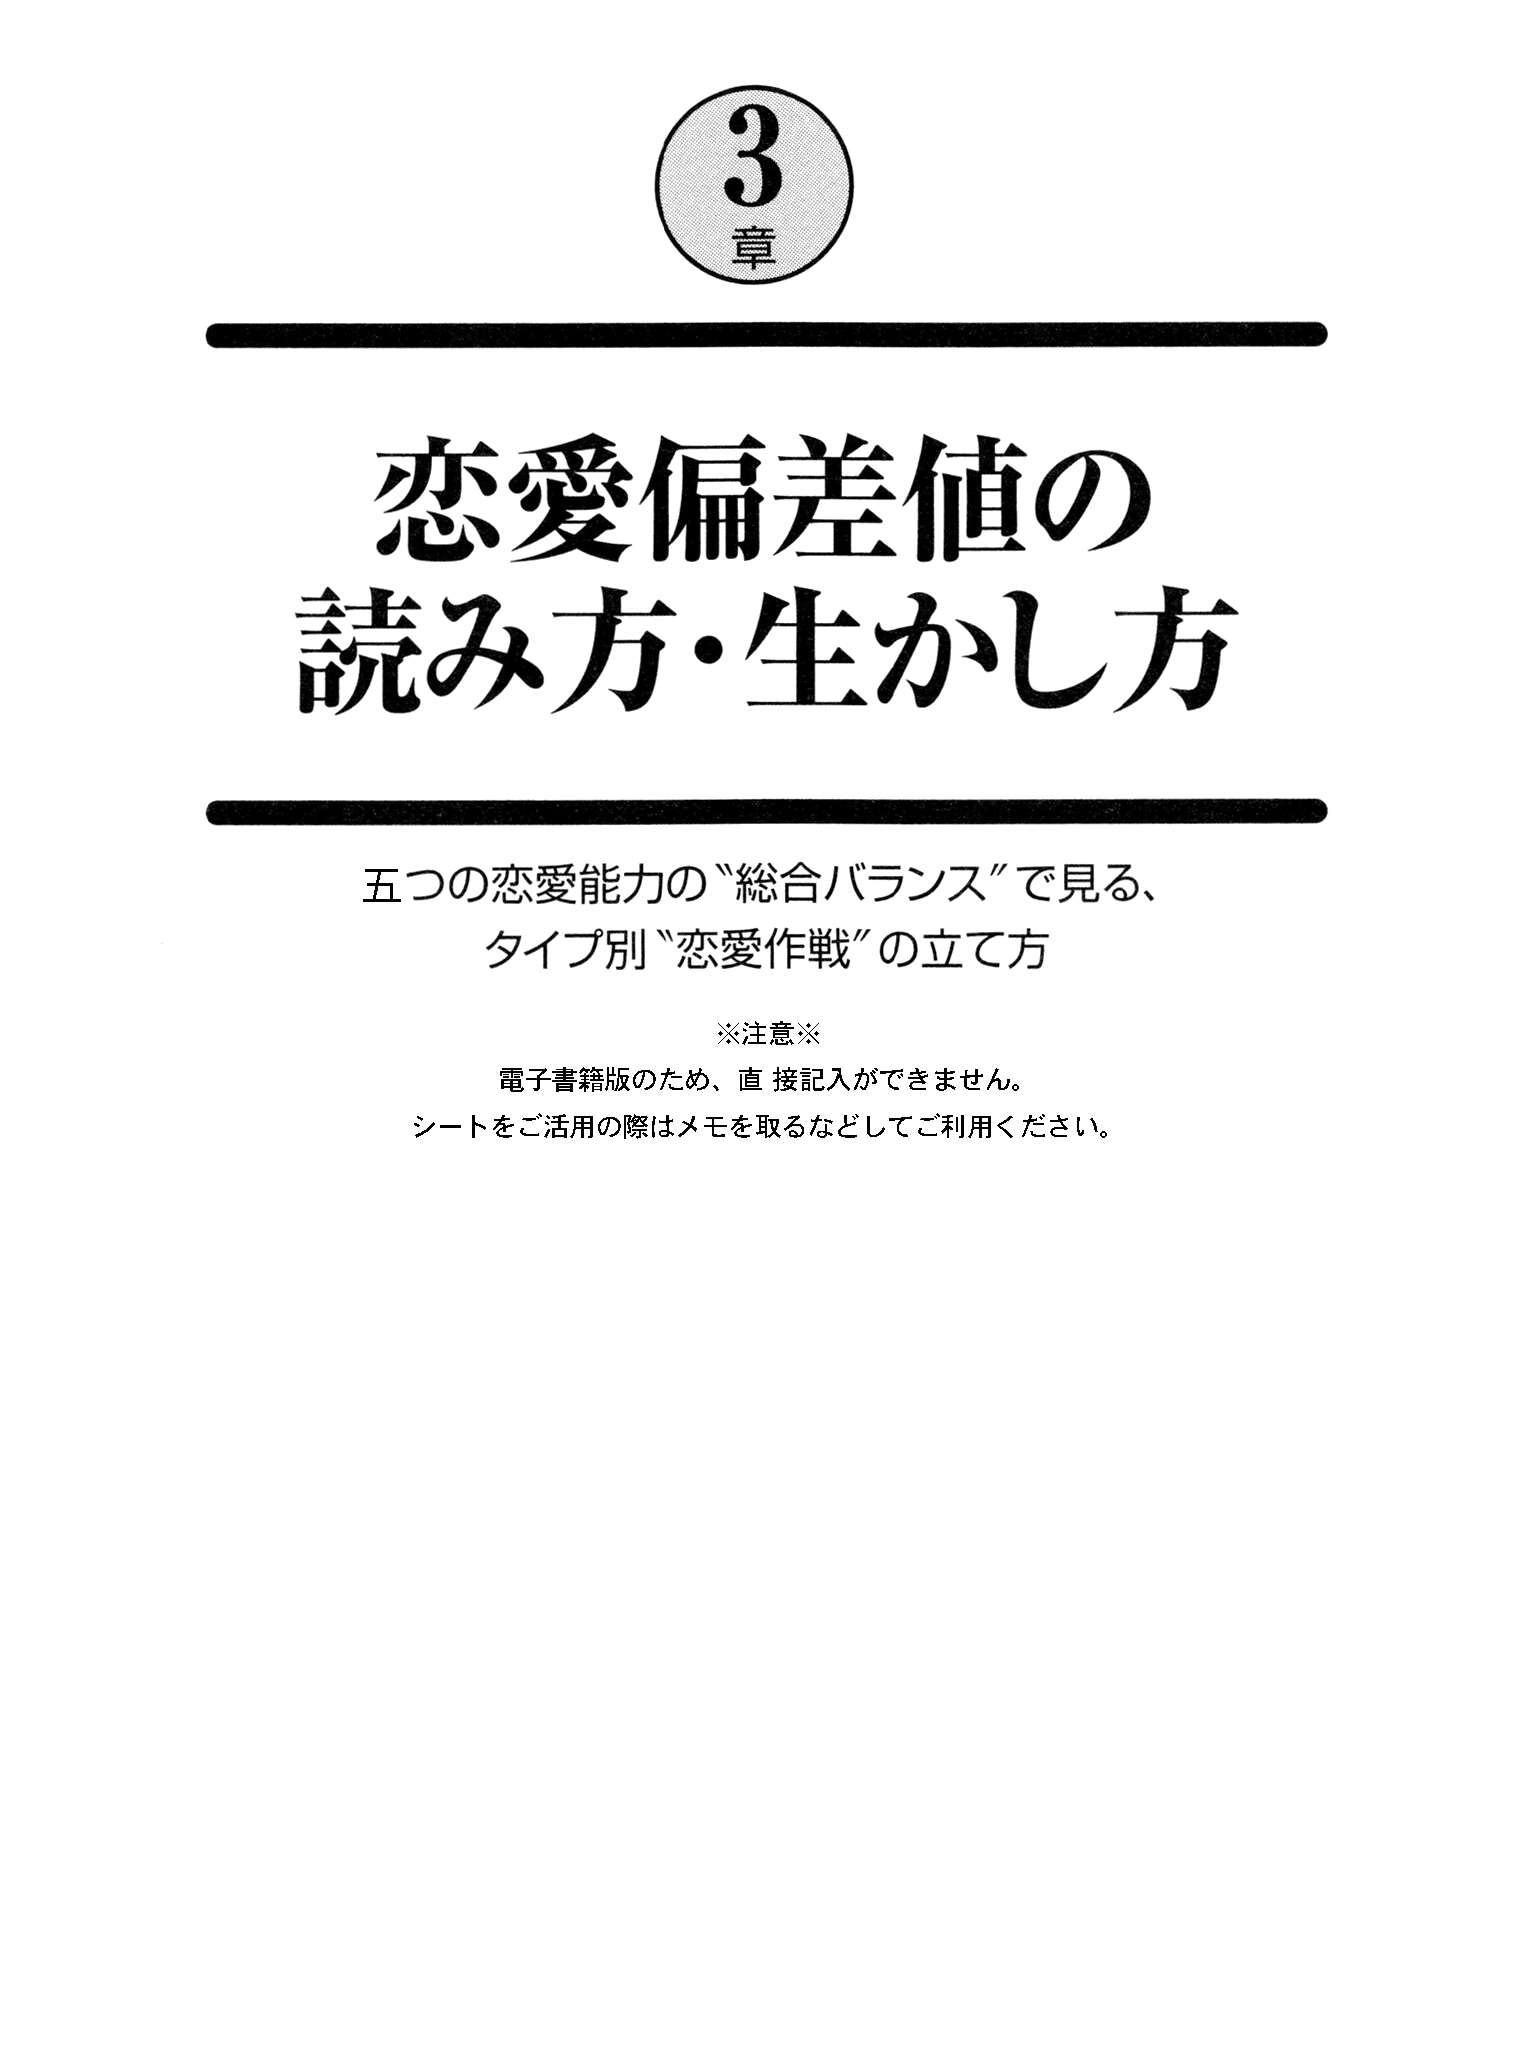 3
章
恋愛偏差値の
読み方・生かし方
五つの恋愛能力の〝総合バランス〞で見る、
タイプ別〝恋愛作戦〞の立て方
※注意※
電子書籍版のため、直 接記入ができません。
シートをご活用の際はメモを取るなどしてご利用ください。